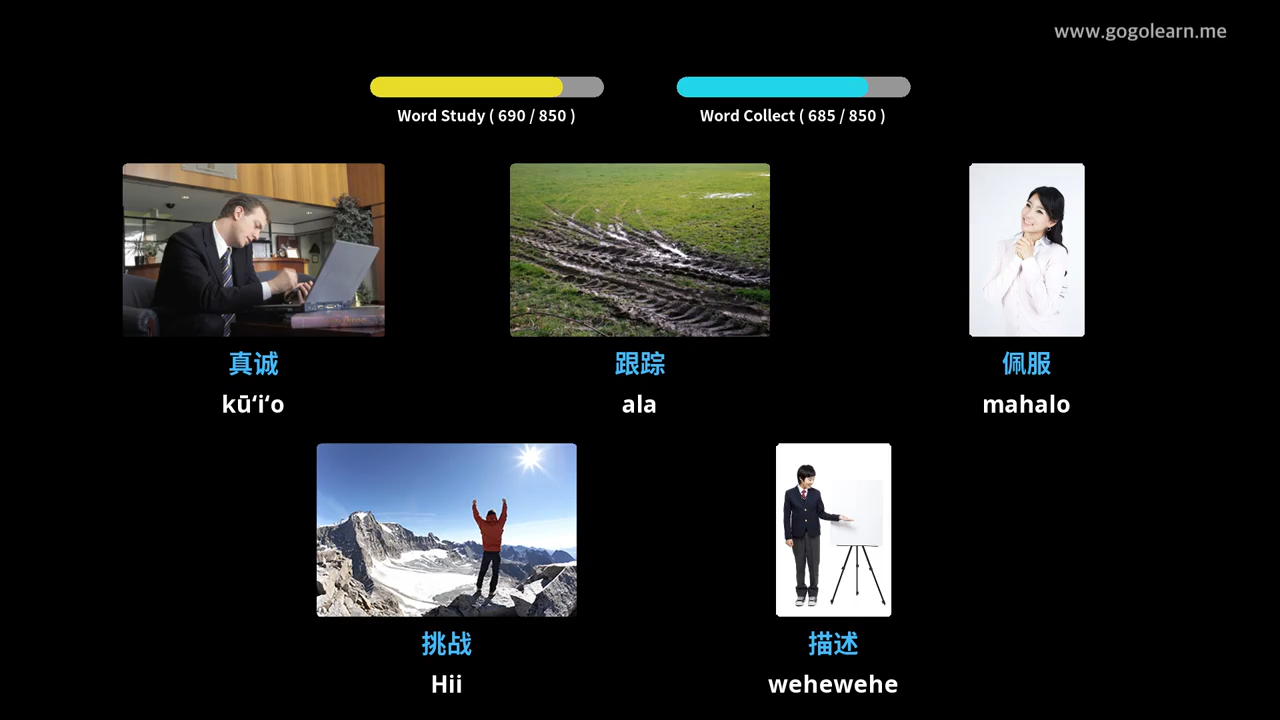 www.gogolearn.me
Word Study ( 690 / 850 )
Word Collect ( 685 / 850 )
真诚
kūʻiʻo
跟踪
ala
佩服
mahalo
挑战
Hii
描述
wehewehe